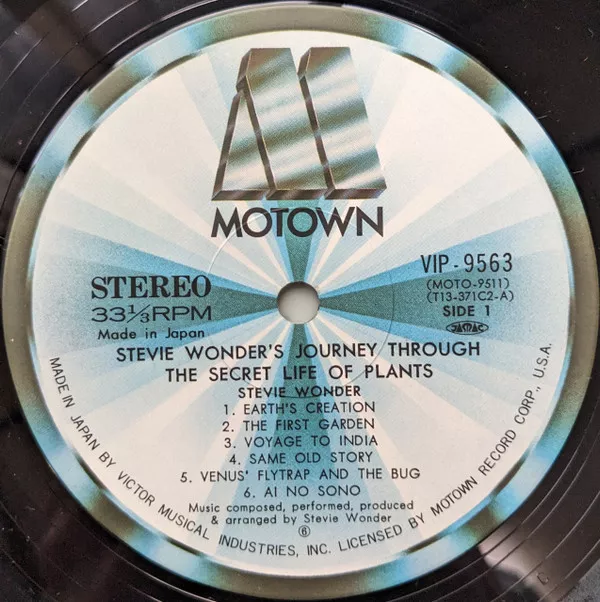 MOTOWN
STEREO
33⅓RPM
Made in Japan
VIP-9563
(MOTO-9511)
(T13-371C2-A)
SIDE 1
JASRAC
STEVIE WONDER'S JOURNEY THROUGH
THE SECRET LIFE OF PLANTS
STEVIE WONDER
1. EARTH'S CREATION
2. THE FIRST GARDEN
3. VOYAGE TO INDIA
4. SAME OLD STORY
5. VENUS' FLYTRAP AND THE BUG
6. AI NO SONO
Music composed, performed, produced
& arranged by Stevie Wonder
MADE IN JAPAN BY VICTOR MUSICAL INDUSTRIES, INC. LICENSED BY MOTOWN RECORD CORP., U.S.A.